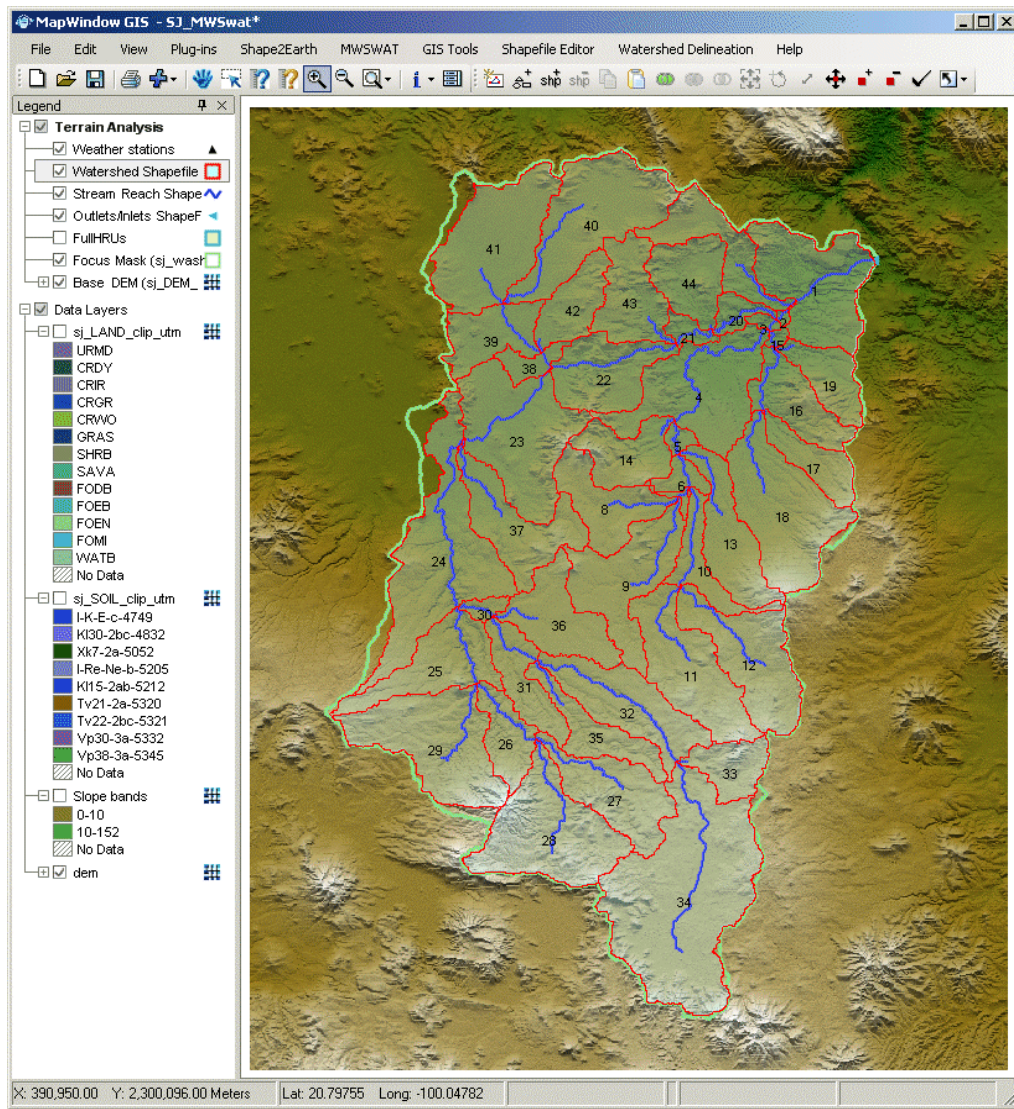 MapWindow GIS - SJ_MWSwat*
File Edit View Plug-ins Shape2Earth MWSWAT GIS Tools Shapefile Editor Watershed Delineation Help
shp shp
Legend
Terrain Analysis
Weather stations
Watershed Shapefile
Stream Reach Shape
Outlets/Inlets ShapeF
FullHRUs
Focus Mask (sj_wash
Base DEM (sj_DEM_
Data Layers
sj_LAND_clip_utm
URMD
CRDY
CRIR
CRGR
CRWO
GRAS
SHRB
SAVA
FODB
FOEB
FOEN
FOMI
WATB
No Data
sj_SOIL_clip_utm
I-K-E-c-4749
Kl30-2bc-4832
Xk7-2a-5052
I-Re-Ne-b-5205
Kl15-2ab-5212
Tv21-2a-5320
Tv22-2bc-5321
Vp30-3a-5332
Vp38-3a-5345
No Data
Slope bands
0-10
10-152
No Data
dem
40
41
44
1
43
42
20
2
3
21
15
39
38
22
19
4
16
23
5
14
17
6
8
18
37
13
24
10
9
30
36
12
25
11
31
32
35
26
29
33
27
28
34
X: 390,950.00 Y: 2,300,096.00 Meters Lat: 20.79755 Long: -100.04782